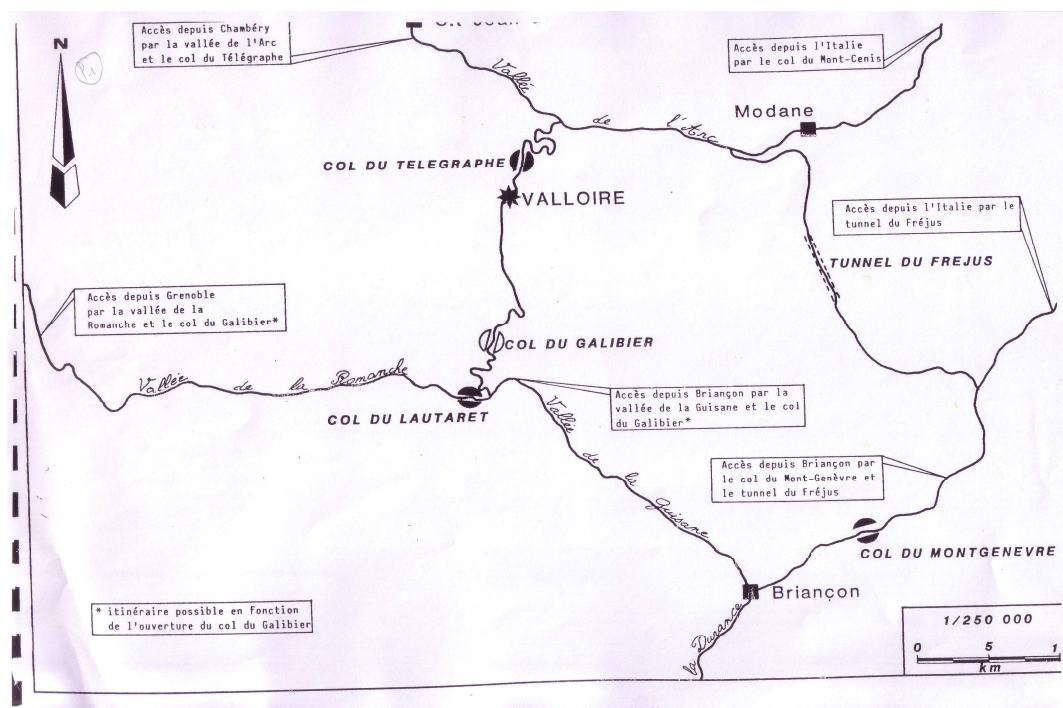 Accès depuis Chambéry
par la vallée de l'Arc
et le col du Télégraphe
N
P1
Accès depuis l'Italie
par le col du Mont-Cenis
Modane
Vallée de l'Arc
COL DU TELEGRAPHE
VALLOIRE
Accès depuis l'Italie par le
tunnel du Fréjus
TUNNEL DU FREJUS
Accès depuis Grenoble
par la vallée de la
Romanche et le col du Galibier*
COL DU GALIBIER
Vallée de la Romanche
COL DU LAUTARET
Accès depuis Briançon par la
vallée de la Guisane et le col
du Galibier*
Vallée de la Guisane
Accès depuis Briançon par
le col du Mont-Genèvre et
le tunnel du Fréjus
COL DU MONTGENEVRE
Briançon
la Durance
* itinéraire possible en fonction
de l'ouverture du col du Galibier
1/250 000
0 5 1
km